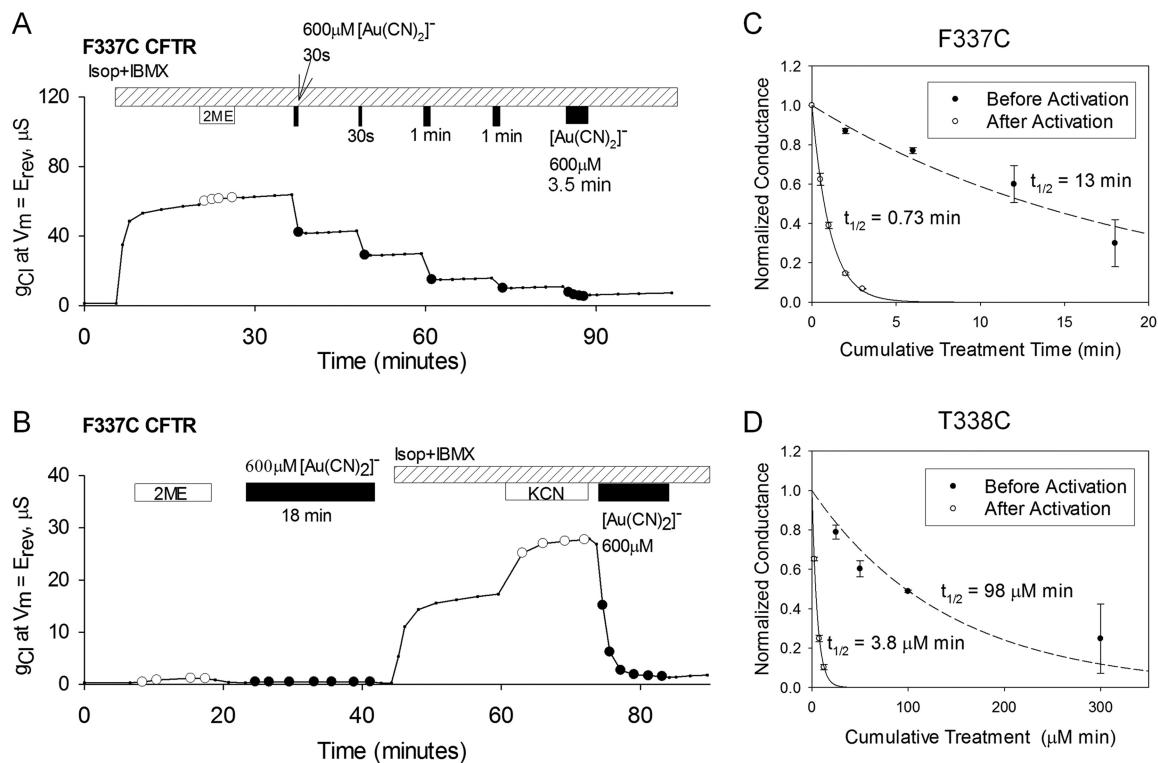 A
F337C CFTR
600μM [Au(CN)2]-
30s
Isop+IBMX
2ME
30s
1 min
1 min
[Au(CN)2]-
600μM
3.5 min
gCl at Vm = Erev, μS
120
80
40
0
0
30
60
90
Time (minutes)
B
F337C CFTR
Isop+IBMX
2ME
600μM [Au(CN)2]-
18 min
KCN
[Au(CN)2]-
600μM
gCl at Vm = Erev, μS
40
30
20
10
0
0
20
40
60
80
Time (minutes)
C
F337C
Before Activation
After Activation
t1/2 = 13 min
t1/2 = 0.73 min
Normalized Conductance
1.2
1.0
0.8
0.6
0.4
0.2
0.0
0
5
10
15
20
Cumulative Treatment Time (min)
D
T338C
Before Activation
After Activation
t1/2 = 98 μM min
t1/2 = 3.8 μM min
Normalized Conductance
1.2
1.0
0.8
0.6
0.4
0.2
0.0
0
100
200
300
Cumulative Treatment (μM min)